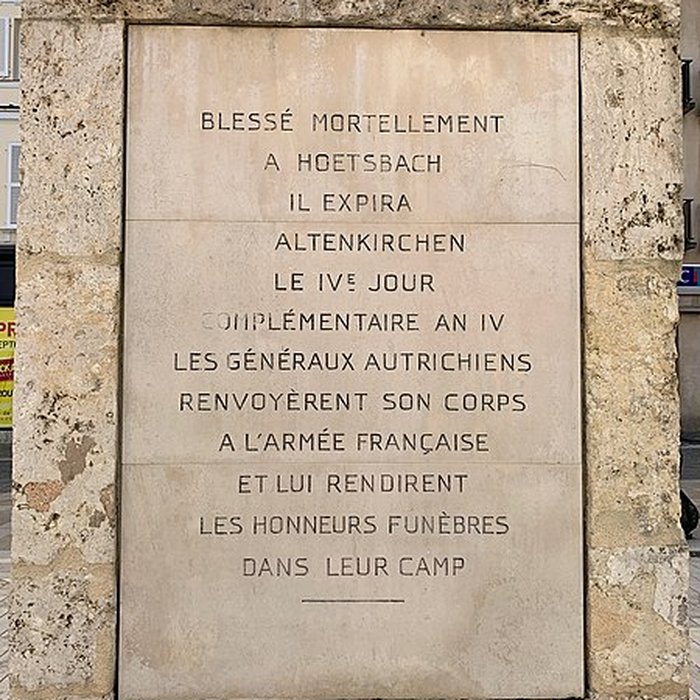 BLESSÉ MORTELLEMENT
A HOETSBACH
IL EXPIRA
ALTENKIRCHEN
LE IVE JOUR
COMPLÉMENTAIRE AN IV
LES GÉNÉRAUX AUTRICHIENS
RENVOYÈRENT SON CORPS
A L'ARMÉE FRANÇAISE
ET LUI RENDIRENT
LES HONNEURS FUNÈBRES
DANS LEUR CAMP